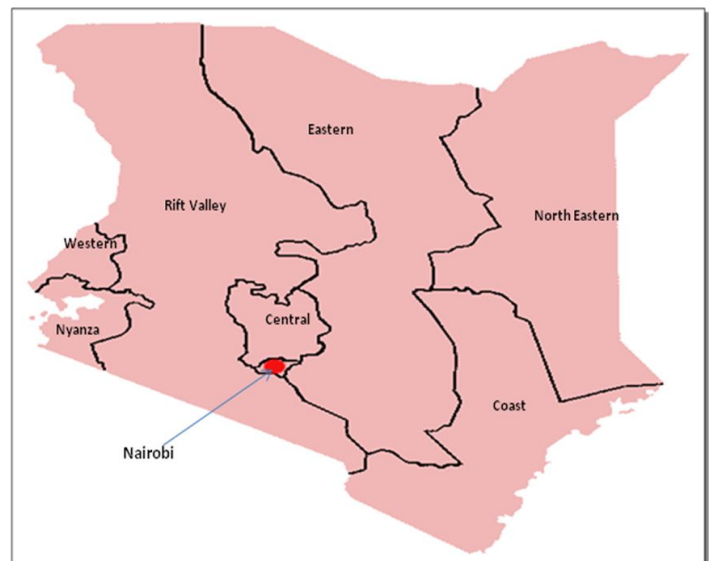 Eastern
Rift Valley
North Eastern
Western
Central
Nyanza
Coast
Nairobi